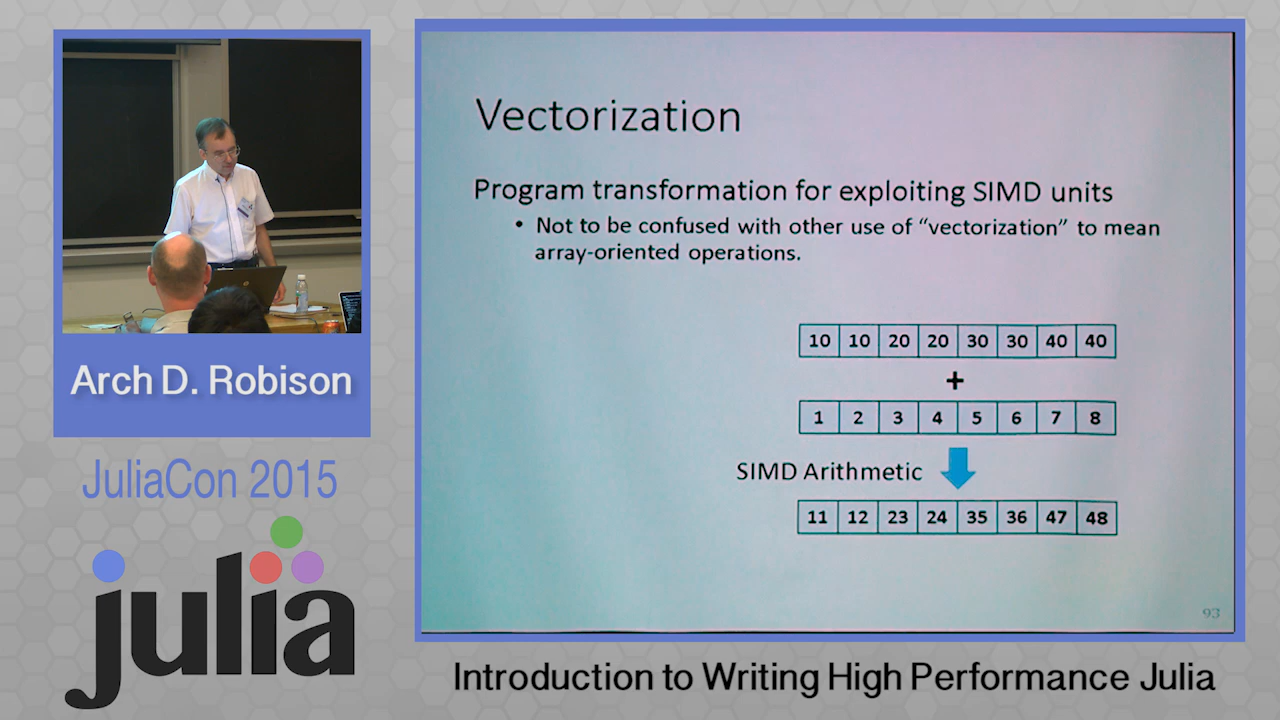 Vectorization
Program transformation for exploiting SIMD units
• Not to be confused with other use of “vectorization” to mean
array-oriented operations.
10 10 20 20 30 30 40 40
+
1 2 3 4 5 6 7 8
SIMD Arithmetic
11 12 23 24 35 36 47 48
93
Arch D. Robison
JuliaCon 2015
julia
Introduction to Writing High Performance Julia